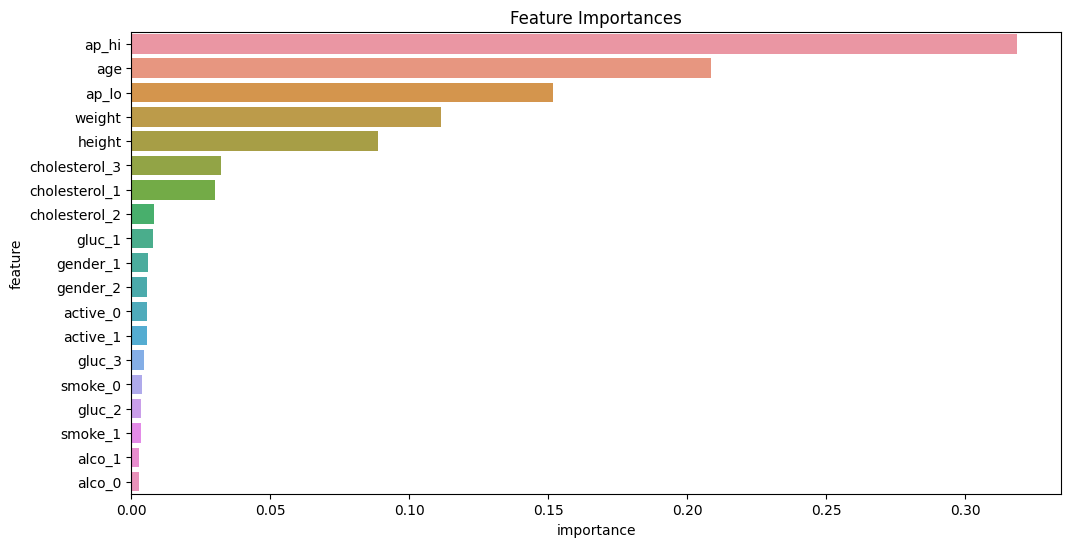 Feature Importances
ap_hi
age
ap_lo
weight
height
cholesterol_3
cholesterol_1
cholesterol_2
gluc_1
gender_1
gender_2
active_0
active_1
gluc_3
smoke_0
gluc_2
smoke_1
alco_1
alco_0
feature
0.00 0.05 0.10 0.15 0.20 0.25 0.30
importance